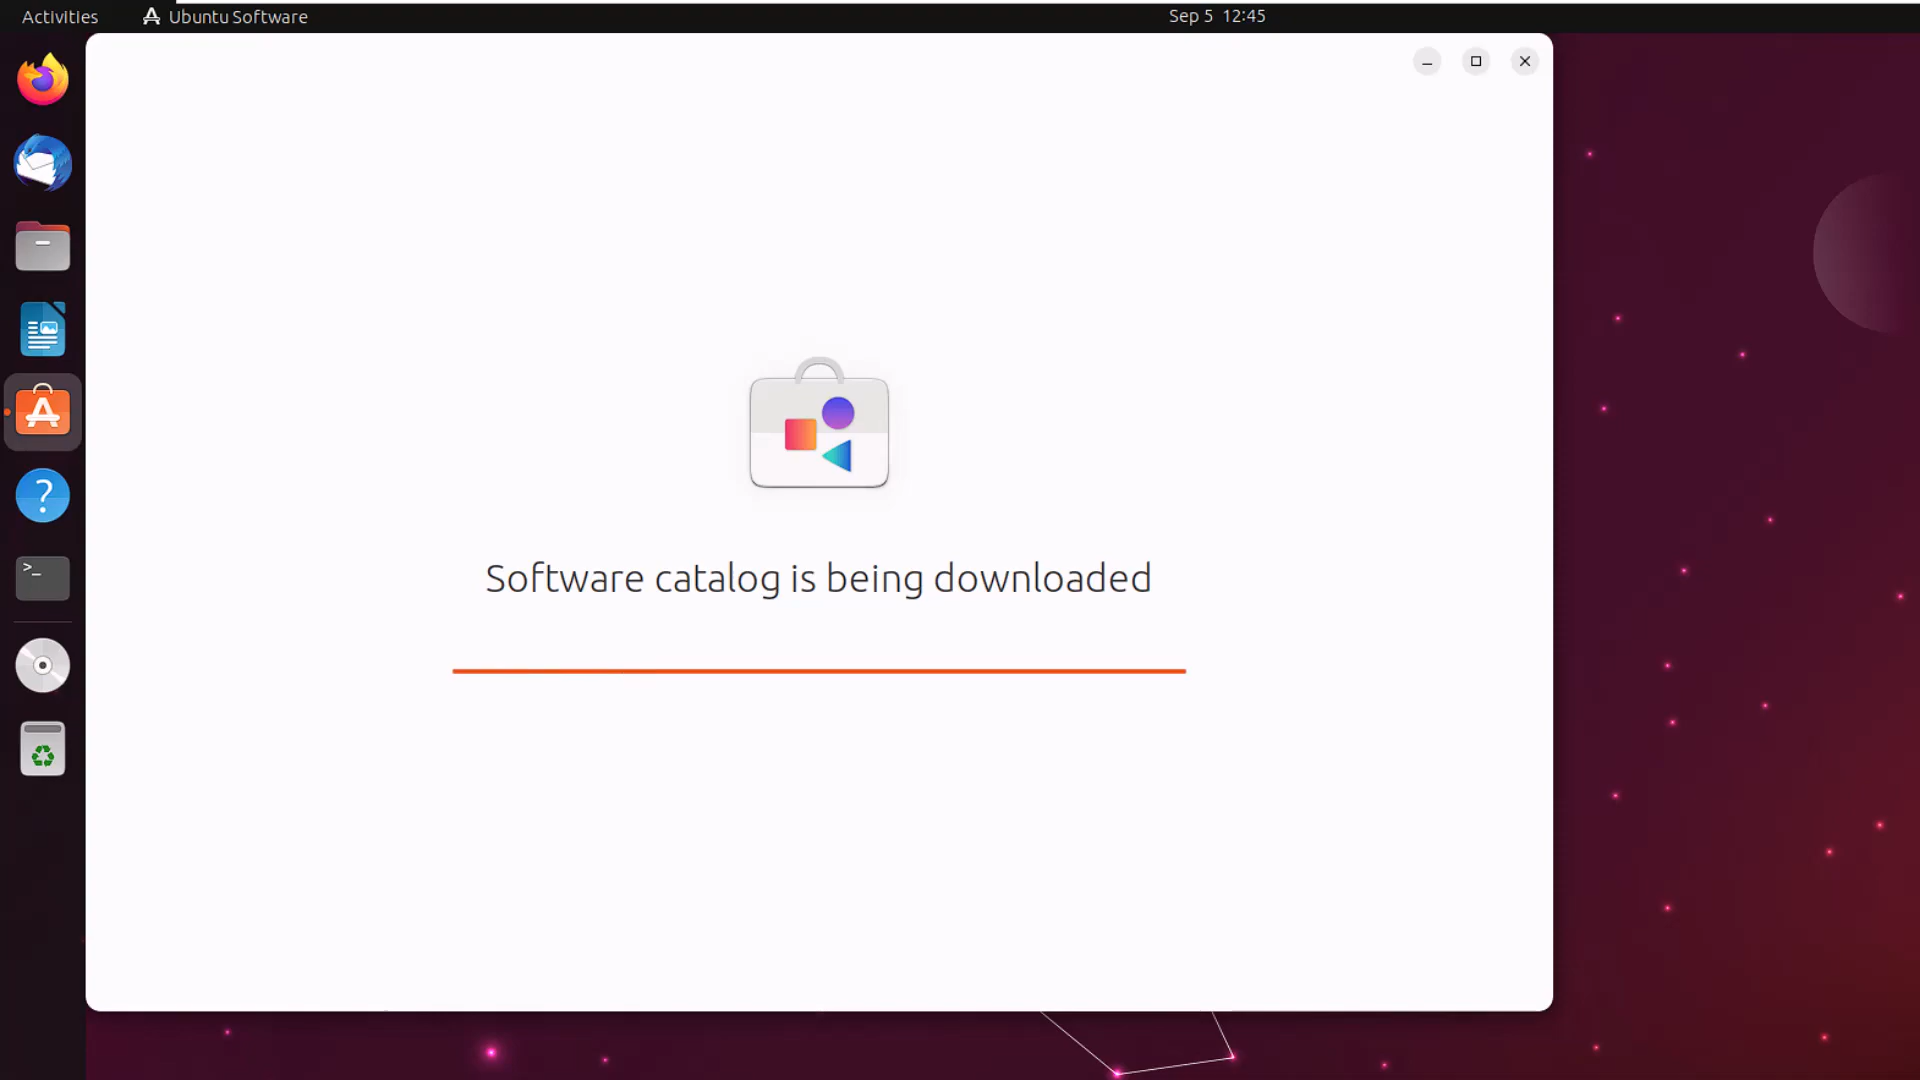 Activities
Ubuntu Software
Sep 5 12:45
>_
?
Software catalog is being downloaded